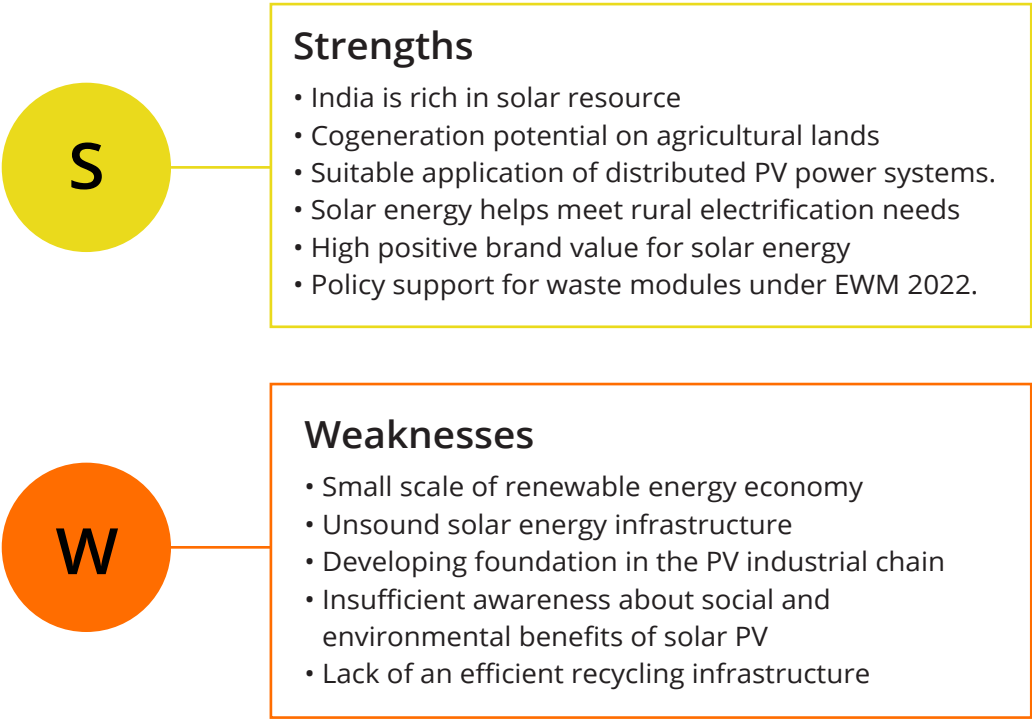 S
Strengths
• India is rich in solar resource
• Cogeneration potential on agricultural lands
• Suitable application of distributed PV power systems.
• Solar energy helps meet rural electrification needs
• High positive brand value for solar energy
• Policy support for waste modules under EWM 2022.
W
Weaknesses
• Small scale of renewable energy economy
• Unsound solar energy infrastructure
• Developing foundation in the PV industrial chain
• Insufficient awareness about social and
environmental benefits of solar PV
• Lack of an efficient recycling infrastructure